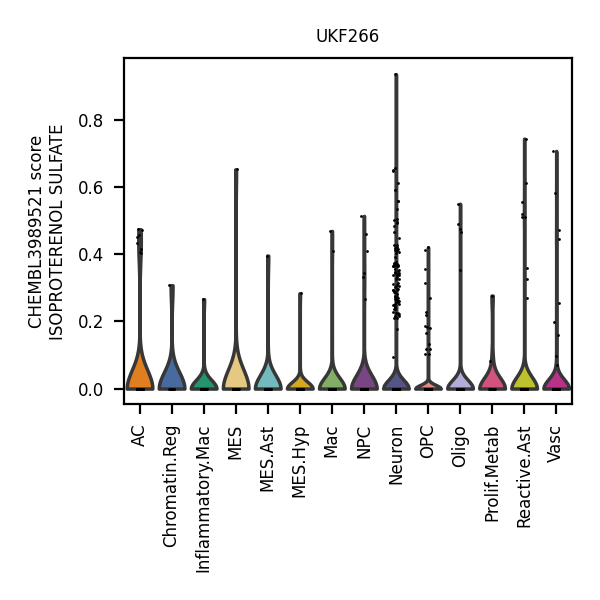 UKF266
CHEMBL3989521 score
ISOPROTERENOL SULFATE
0.8
0.6
0.4
0.2
0.0
AC
Chromatin.Reg
Inflammatory.Mac
MES
MES.Ast
MES.Hyp
Mac
NPC
Neuron
OPC
Oligo
Prolif.Metab
Reactive.Ast
Vasc